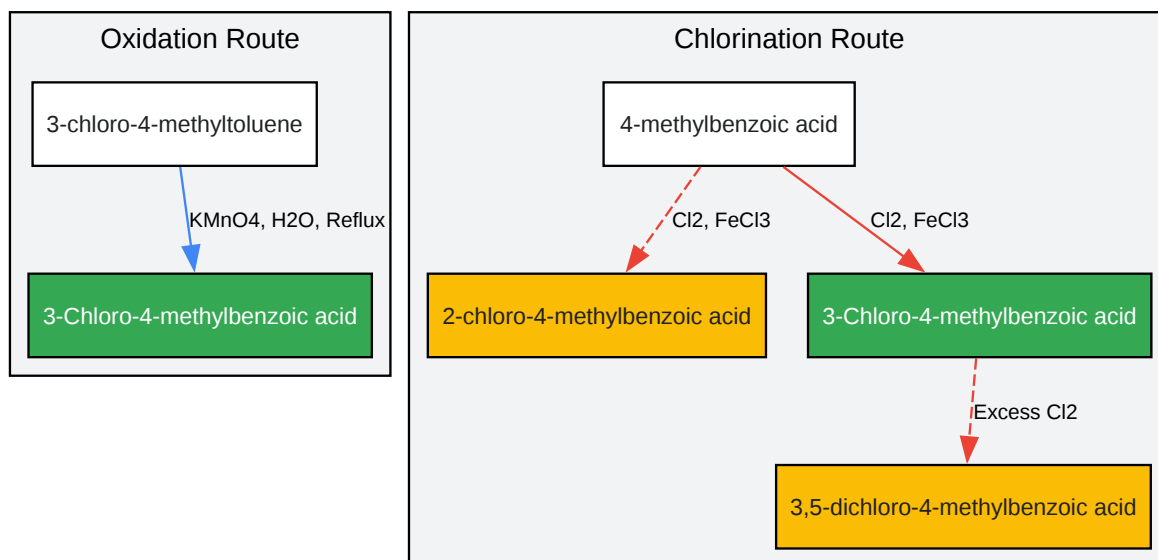 Oxidation Route
3-chloro-4-methyltoluene
KMnO4, H2O, Reflux
3-Chloro-4-methylbenzoic acid
Chlorination Route
4-methylbenzoic acid
Cl2, FeCl3
Cl2, FeCl3
2-chloro-4-methylbenzoic acid
3-Chloro-4-methylbenzoic acid
Excess Cl2
3,5-dichloro-4-methylbenzoic acid